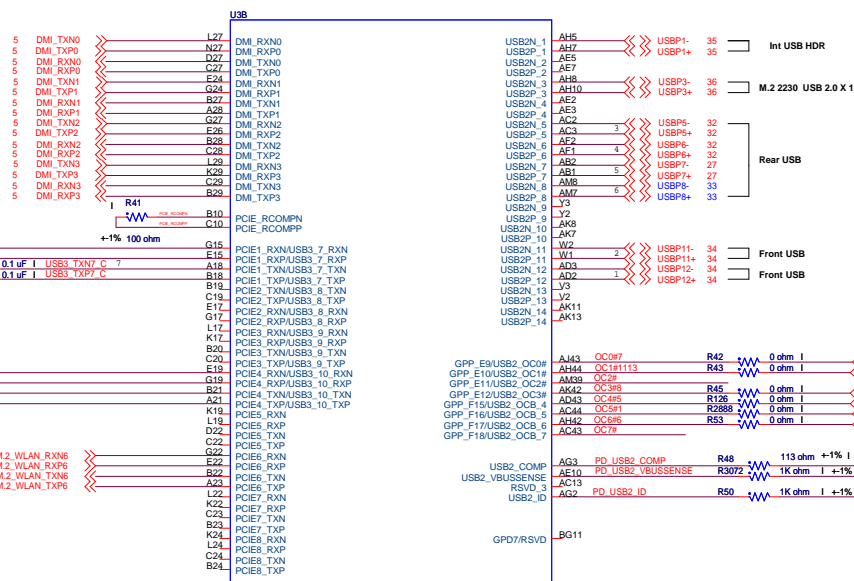 U3B
5 DMI_TXN0 L27 DMI_RXN0
5 DMI_TXP0 N27 DMI_RXP0
5 DMI_RXN0 D27 DMI_TXN0
5 DMI_RXP0 C27 DMI_TXP0
5 DMI_TXN1 E24 DMI_RXN1
5 DMI_TXP1 G24 DMI_RXP1
5 DMI_RXN1 B27 DMI_TXN1
5 DMI_RXP1 A28 DMI_TXP1
5 DMI_TXN2 G27 DMI_RXN2
5 DMI_TXP2 E26 DMI_RXP2
5 DMI_RXN2 B28 DMI_TXN2
5 DMI_RXP2 C28 DMI_TXP2
5 DMI_TXN3 L29 DMI_RXN3
5 DMI_TXP3 K29 DMI_RXP3
5 DMI_RXN3 C29 DMI_TXN3
5 DMI_RXP3 B29 DMI_TXP3
I R41
PCIE_RCOMPN B10 PCIE_RCOMPN
PCIE_RCOMPP C10 PCIE_RCOMPP
+-1% 100 ohm
G15 PCIE1_RXN/USB3_7_RXN
E15 PCIE1_RXP/USB3_7_RXP
0.1 uF I USB3_TXN7_C 7 A18 PCIE1_TXN/USB3_7_TXN
0.1 uF I USB3_TXP7_C B18 PCIE1_TXP/USB3_7_TXP
B19 PCIE2_TXN/USB3_8_TXN
C19 PCIE2_TXP/USB3_8_TXP
E17 PCIE2_RXN/USB3_8_RXN
G17 PCIE2_RXP/USB3_8_RXP
L17 PCIE3_RXN/USB3_9_RXN
K17 PCIE3_RXP/USB3_9_RXP
B20 PCIE3_TXN/USB3_9_TXN
C20 PCIE3_TXP/USB3_9_TXP
E19 PCIE4_RXN/USB3_10_RXN
G19 PCIE4_RXP/USB3_10_RXP
B21 PCIE4_TXN/USB3_10_TXN
A21 PCIE4_TXP/USB3_10_TXP
K19 PCIE5_RXN
L19 PCIE5_RXP
D22 PCIE5_TXN
C22 PCIE5_TXP
.2_WLAN_RXN6 G22 PCIE6_RXN
.2_WLAN_RXP6 E22 PCIE6_RXP
.2_WLAN_TXN6 B22 PCIE6_TXN
.2_WLAN_TXP6 A23 PCIE6_TXP
L22 PCIE7_RXN
K22 PCIE7_RXP
C23 PCIE7_TXN
B23 PCIE7_TXP
K24 PCIE8_RXN
L24 PCIE8_RXP
C24 PCIE8_TXN
B24 PCIE8_TXP
USB2N_1 AH5 USBP1- 35
USB2P_1 AH7 USBP1+ 35
Int USB HDR
USB2N_2 AE5
USB2P_2 AE7
USB2N_3 AH8 USBP3- 36
USB2P_3 AH10 USBP3+ 36
M.2 2230 USB 2.0 X 1
USB2N_4 AE2
USB2P_4 AE3
USB2N_5 AC2 USBP5- 32
USB2P_5 AC3 3 USBP5+ 32
USB2N_6 AF2 USBP6- 32
USB2P_6 AF1 4 USBP6+ 32
USB2N_7 AB2 USBP7- 27
USB2P_7 AB1 5 USBP7+ 27
USB2N_8 AM8 USBP8- 33
USB2P_8 AM7 6 USBP8+ 33
Rear USB
USB2N_9 Y3
USB2P_9 Y2
USB2N_10 AK8
USB2P_10 AK7
USB2N_11 W2 USBP11- 34
USB2P_11 W1 2 USBP11+ 34
Front USB
USB2N_12 AD3 USBP12- 34
USB2P_12 AD2 1 USBP12+ 34
Front USB
USB2N_13 V3
USB2P_13 V2
USB2N_14 AK11
USB2P_14 AK13
GPP_E9/USB2_OC0# AJ43 OC0#7 R42 0 ohm I
GPP_E10/USB2_OC1# AH44 OC1#1113 R43 0 ohm I
GPP_E11/USB2_OC2# AM39 OC2#
GPP_E12/USB2_OC3# AK42 OC3#8 R45 0 ohm I
GPP_F15/USB2_OCB_4 AD43 OC4#5 R126 0 ohm I
GPP_F16/USB2_OCB_5 AC44 OC5#1 R2888 0 ohm I
GPP_F17/USB2_OCB_6 AH42 OC6#6 R53 0 ohm I
GPP_F18/USB2_OCB_7 AC43 OC7#
USB2_COMP AG3 PD_USB2_COMP R48 113 ohm +-1% I
USB2_VBUSSENSE AE10 PD_USB2_VBUSSENSE R3072 1K ohm I +-1%
RSVD_3 AC13
USB2_ID AG2 PD_USB2_ID R50 1K ohm I +-1%
GPD7/RSVD BG11